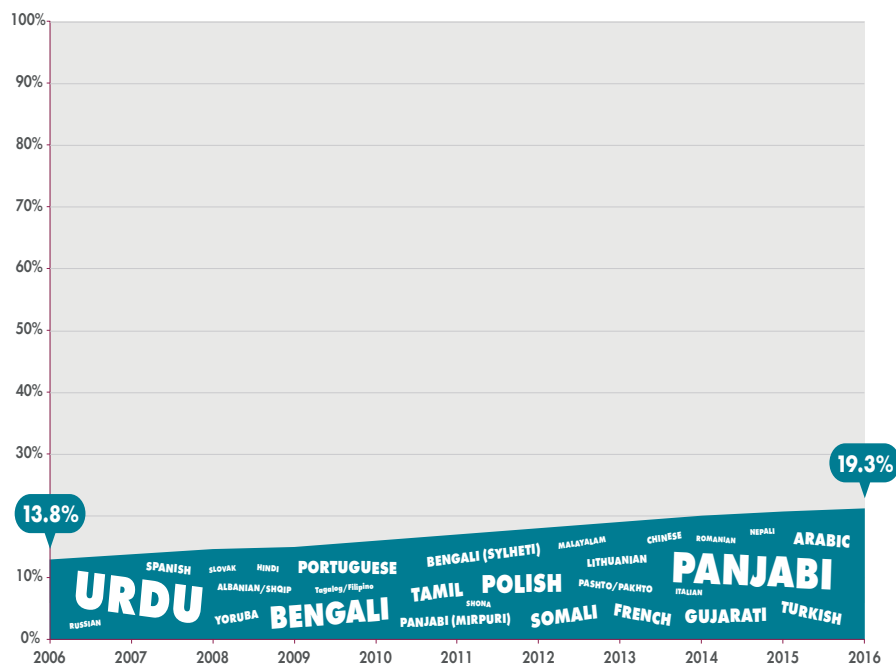 100%
90%
80%
70%
60%
50%
40%
30%
10%
0%
13.8%
19.3%
URDU
RUSSIAN
SPANISH
SLOVAK
HINDI
PORTUGUESE
ALBANIAN/SHQIP
Tagalog/Filipino
YORUBA
BENGALI
BENGALI (SYLHETI)
TAMIL
POLISH
SHONA
PANJABI (MIRPURI)
MALAYALAM
LITHUANIAN
PASHTO/PAKHTO
SOMALI
FRENCH
CHINESE
ROMANIAN
NEPALI
ARABIC
PANJABI
ITALIAN
GUJARATI
TURKISH
2006 2007 2008 2009 2010 2011 2012 2013 2014 2015 2016